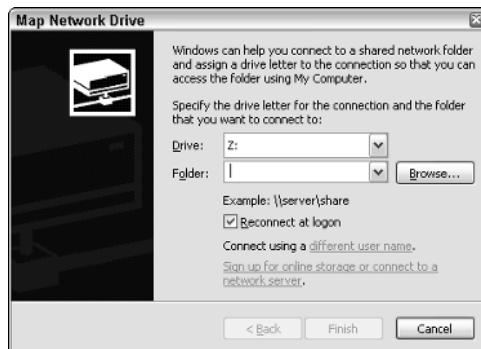 Map Network Drive
Windows can help you connect to a shared network folder
and assign a drive letter to the connection so that you can
access the folder using My Computer.
Specify the drive letter for the connection and the folder
that you want to connect to:
Drive: Z:
Folder: Browse...
Example: \\server\share
Reconnect at logon
Connect using a different user name.
Sign up for online storage or connect to a
network server.
< Back Finish Cancel